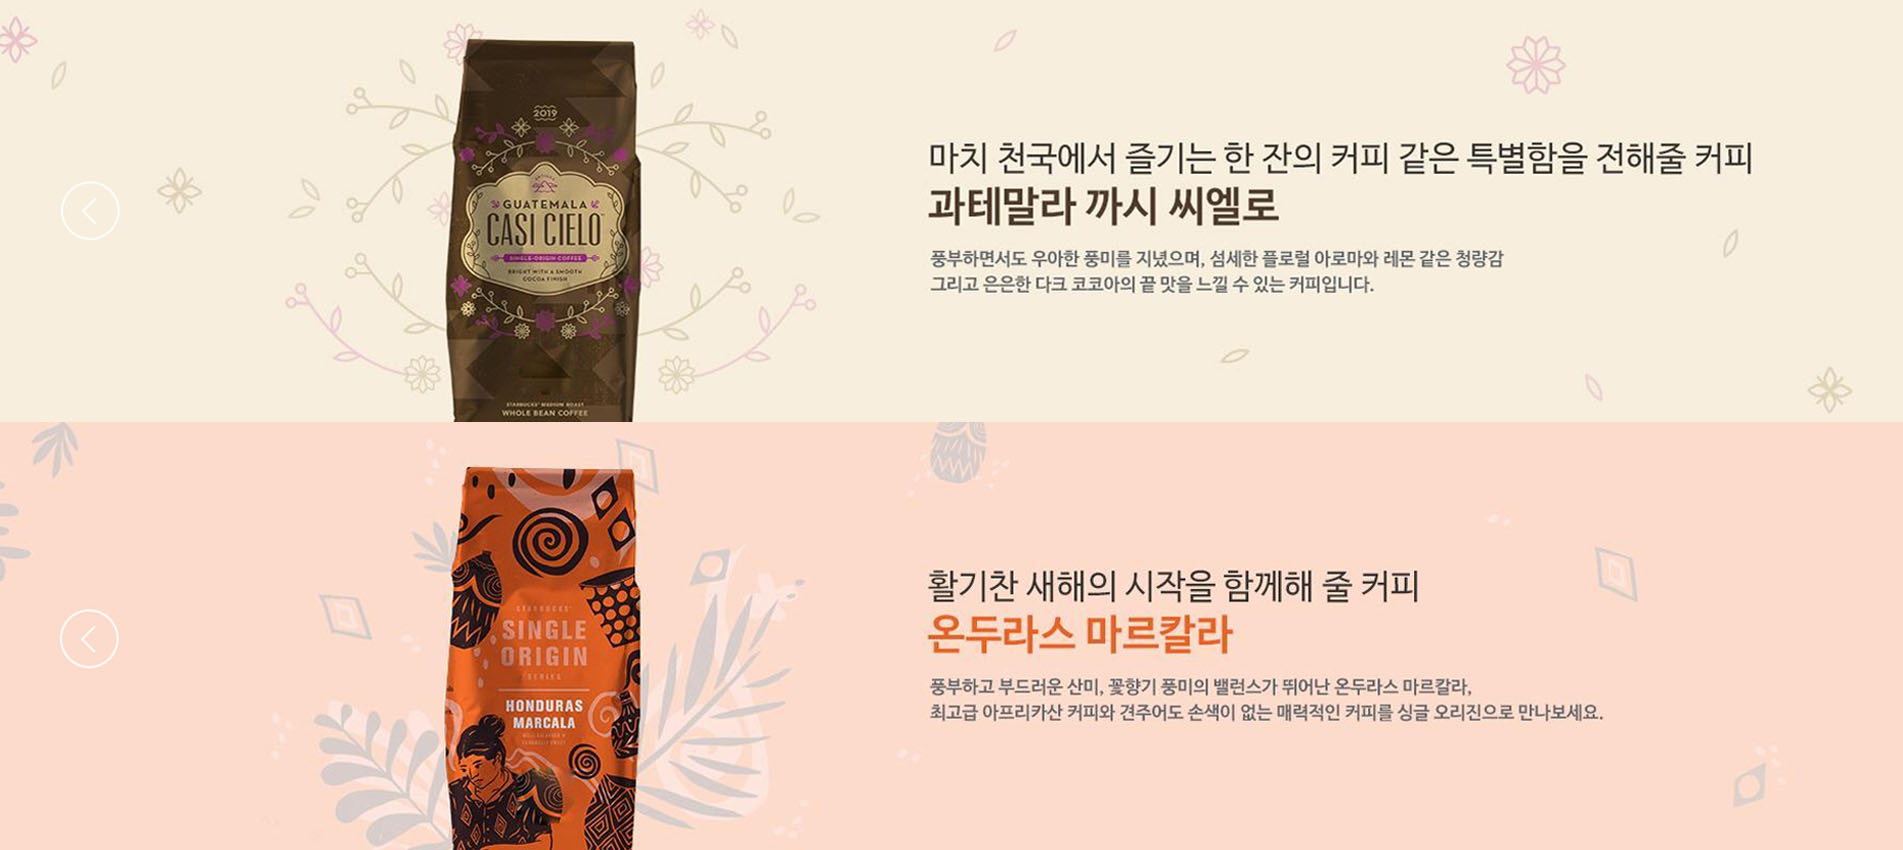 2019
GUATEMALA
CASI CIELO
SINGLE-ORIGIN COFFEE
BRIGHT WITH A SMOOTH
COCOA FINISH
STARBUCKS® MEDIUM ROAST
WHOLE BEAN COFFEE
마치 천국에서 즐기는 한 잔의 커피 같은 특별함을 전해줄 커피
과테말라 까시 씨엘로
풍부하면서도 우아한 풍미를 지녔으며, 섬세한 플로럴 아로마와 레몬 같은 청량감
그리고 은은한 다크 코코아의 끝 맛을 느낄 수 있는 커피입니다.
STARBUCKS®
SINGLE
ORIGIN
SERIES
HONDURAS
MARCALA
활기찬 새해의 시작을 함께해 줄 커피
온두라스 마르칼라
풍부하고 부드러운 산미, 꽃향기 풍미의 밸런스가 뛰어난 온두라스 마르칼라,
최고급 아프리카산 커피와 견주어도 손색이 없는 매력적인 커피를 싱글 오리진으로 만나보세요.